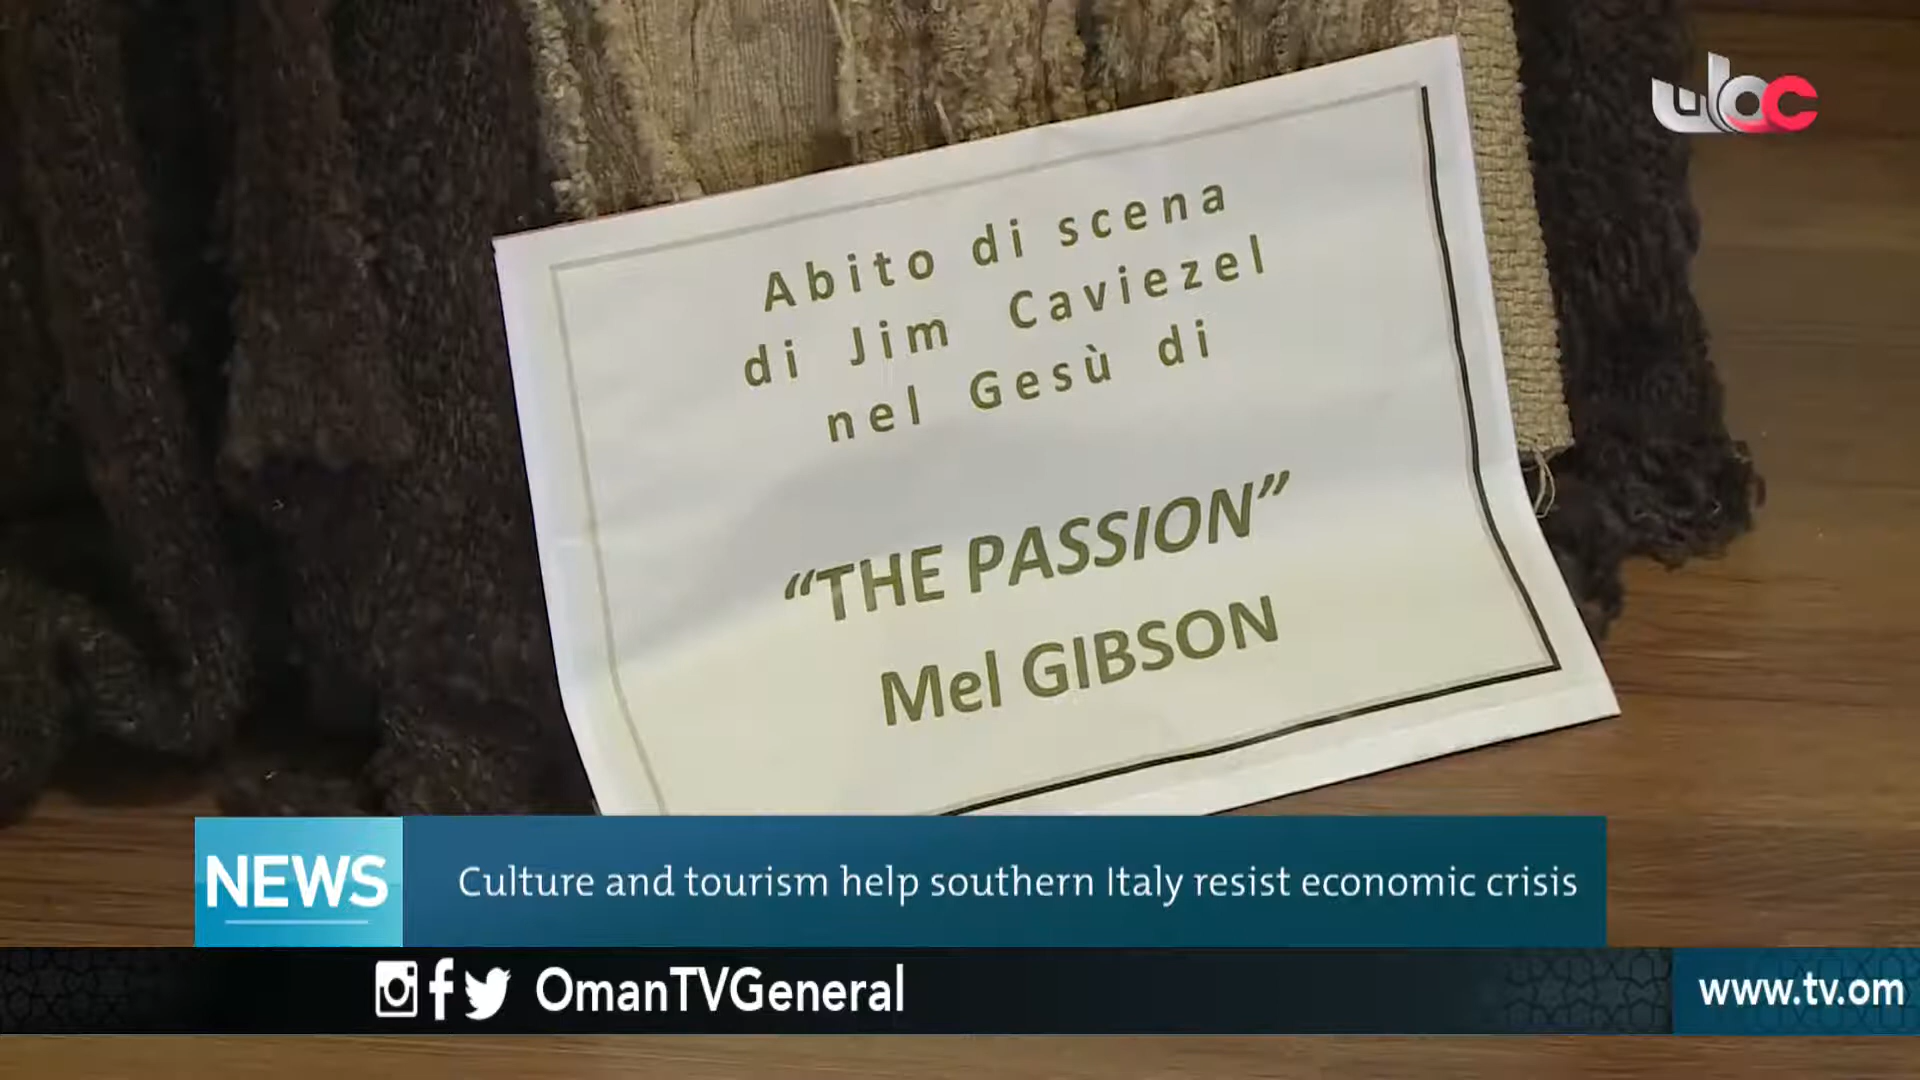 عمان
Abito di scena
di Jim Caviezel
nel Gesù di
“THE PASSION”
Mel GIBSON
NEWS
Culture and tourism help southern Italy resist economic crisis
OmanTVGeneral
www.tv.om